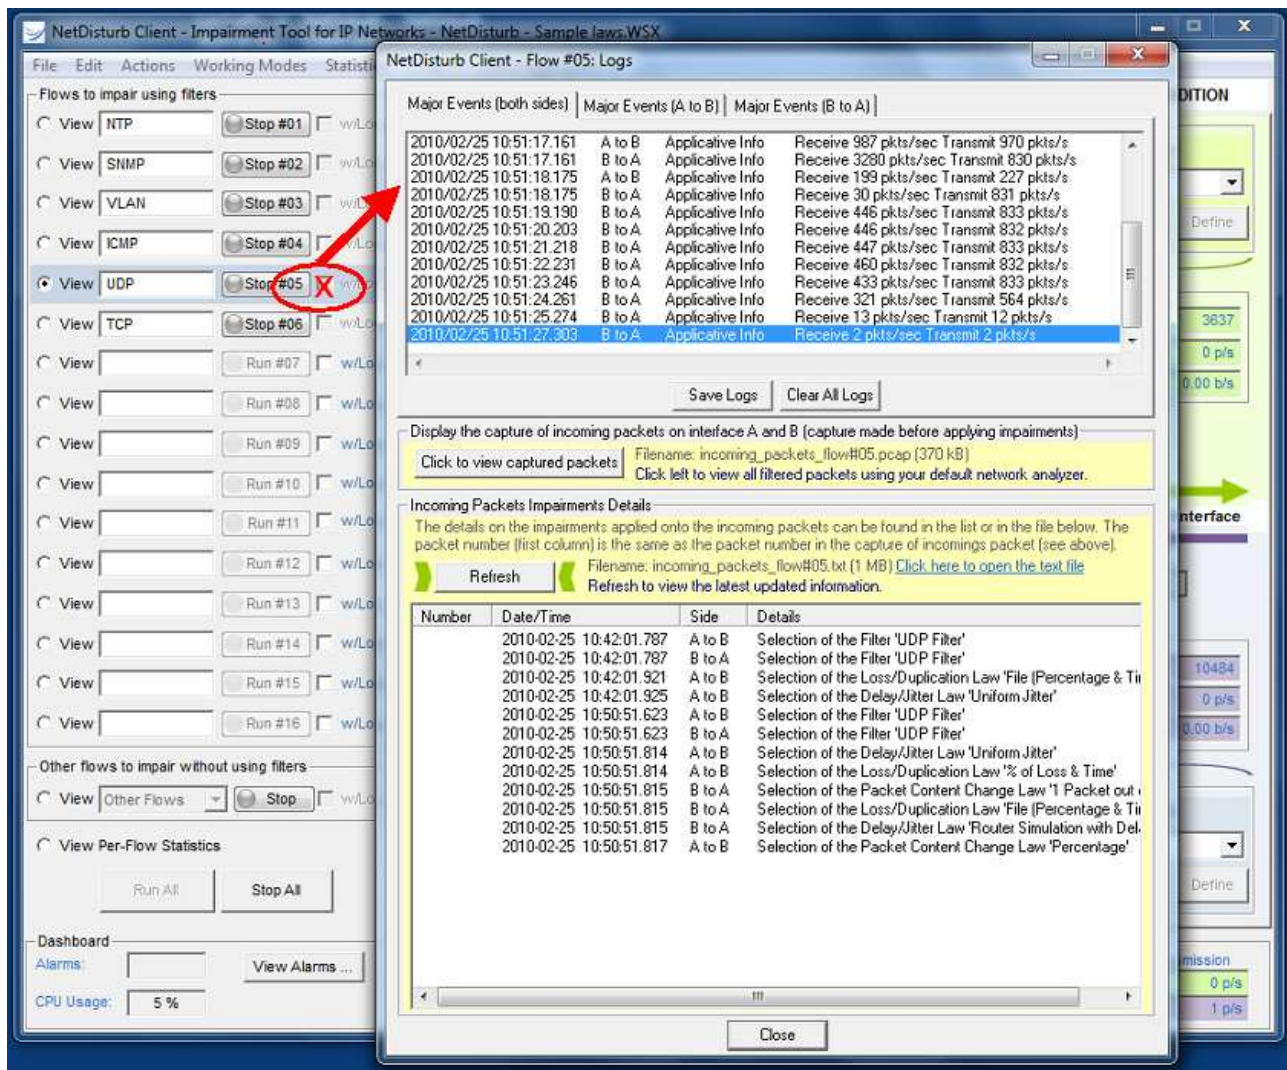 NetDisturb Client - Impairment Tool for IP Networks - NetDisturb - Sample laws.WSX
File Edit Actions Working Modes
Flows to impair using filters
View NTP Stop #01
View SNMP Stop #02
View VLAN Stop #03
View ICMP Stop #04
View UDP Stop #05 X
View TCP Stop #06
View Run #07 w/Lo
View Run #08 w/Lo
View Run #09 w/Lo
View Run #10 w/Lo
View Run #11 w/Lo
View Run #12 w/Lo
View Run #13 w/Lo
View Run #14 w/Lo
View Run #15 w/Lo
View Run #16 w/Lo
Other flows to impair without using filters
View Other Flows Stop w/Lo
View Per-Flow Statistics
Run All Stop All
Dashboard
Alarms: View Alarms ...
CPU Usage: 5 %
NetDisturb Client - Flow #05: Logs
Major Events (both sides) Major Events (A to B) Major Events (B to A)
2010/02/25 10:51:17.161 A to B Applicative Info Receive 987 pkts/sec Transmit 970 pkts/s
2010/02/25 10:51:17.161 B to A Applicative Info Receive 3280 pkts/sec Transmit 830 pkts/s
2010/02/25 10:51:18.175 A to B Applicative Info Receive 199 pkts/sec Transmit 227 pkts/s
2010/02/25 10:51:18.175 B to A Applicative Info Receive 30 pkts/sec Transmit 831 pkts/s
2010/02/25 10:51:19.190 B to A Applicative Info Receive 446 pkts/sec Transmit 833 pkts/s
2010/02/25 10:51:20.203 B to A Applicative Info Receive 446 pkts/sec Transmit 832 pkts/s
2010/02/25 10:51:21.218 B to A Applicative Info Receive 447 pkts/sec Transmit 833 pkts/s
2010/02/25 10:51:22.231 B to A Applicative Info Receive 460 pkts/sec Transmit 832 pkts/s
2010/02/25 10:51:23.246 B to A Applicative Info Receive 433 pkts/sec Transmit 833 pkts/s
2010/02/25 10:51:24.261 B to A Applicative Info Receive 321 pkts/sec Transmit 564 pkts/s
2010/02/25 10:51:25.274 B to A Applicative Info Receive 13 pkts/sec Transmit 12 pkts/s
2010/02/25 10:51:27.303 B to A Applicative Info Receive 2 pkts/sec Transmit 2 pkts/s
Save Logs Clear All Logs
Display the capture of incoming packets on interface A and B (capture made before applying impairments)
Click to view captured packets Filename: incoming_packets_flow#05.pcap (370 kB)
Click left to view all filtered packets using your default network analyzer.
Incoming Packets Impairments Details
The details on the impairments applied onto the incoming packets can be found in the list or in the file below. The
packet number (first column) is the same as the packet number in the capture of incomings packet (see above).
Refresh Filename: incoming_packets_flow#05.txt (1 MB) Click here to open the text file
Refresh to view the latest updated information.
Number Date/Time Side Details
2010-02-25 10:42:01.787 A to B Selection of the Filter 'UDP Filter'
2010-02-25 10:42:01.787 B to A Selection of the Filter 'UDP Filter'
2010-02-25 10:42:01.921 A to B Selection of the Loss/Duplication Law 'File (Percentage & Ti
2010-02-25 10:42:01.925 A to B Selection of the Delay/Jitter Law 'Uniform Jitter'
2010-02-25 10:50:51.623 A to B Selection of the Filter 'UDP Filter'
2010-02-25 10:50:51.623 B to A Selection of the Filter 'UDP Filter'
2010-02-25 10:50:51.814 A to B Selection of the Delay/Jitter Law 'Uniform Jitter'
2010-02-25 10:50:51.814 A to B Selection of the Loss/Duplication Law '% of Loss & Time'
2010-02-25 10:50:51.815 B to A Selection of the Packet Content Change Law '1 Packet out
2010-02-25 10:50:51.815 B to A Selection of the Loss/Duplication Law 'File (Percentage & Ti
2010-02-25 10:50:51.815 B to A Selection of the Delay/Jitter Law 'Router Simulation with Del
2010-02-25 10:50:51.817 A to B Selection of the Packet Content Change Law 'Percentage'
Close
DITION
Define
3637
0 p/s
0.00 b/s
nterface
10484
0 p/s
0.00 b/s
Define
mission
0 p/s
1 p/s